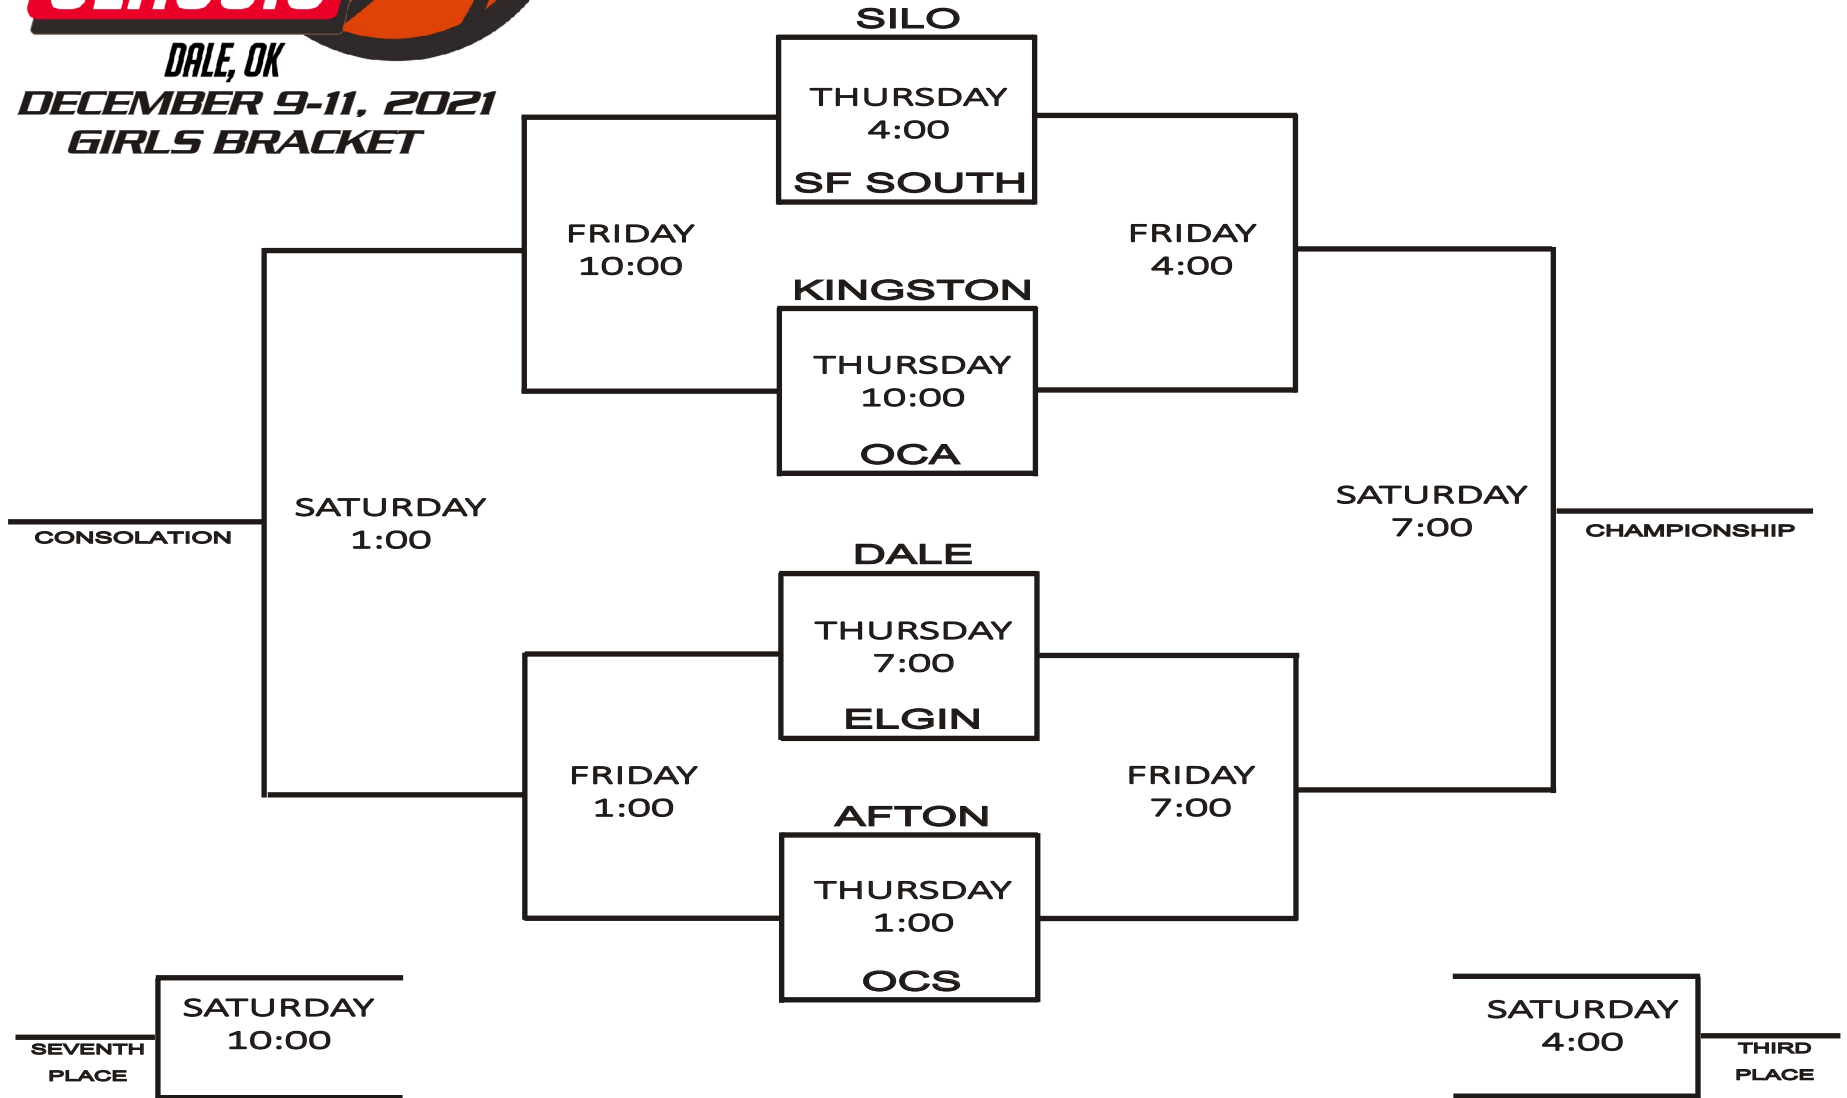 DALE, OK
DECEMBER 9-11, 2021
GIRLS BRACKET
SILO
THURSDAY
4:00
SF SOUTH
FRIDAY
10:00
FRIDAY
4:00
KINGSTON
THURSDAY
10:00
OCA
SATURDAY
1:00
CONSOLATION
SATURDAY
7:00
CHAMPIONSHIP
DALE
THURSDAY
7:00
ELGIN
FRIDAY
1:00
FRIDAY
7:00
AFTON
THURSDAY
1:00
OCS
SATURDAY
10:00
SEVENTH
PLACE
SATURDAY
4:00
THIRD
PLACE